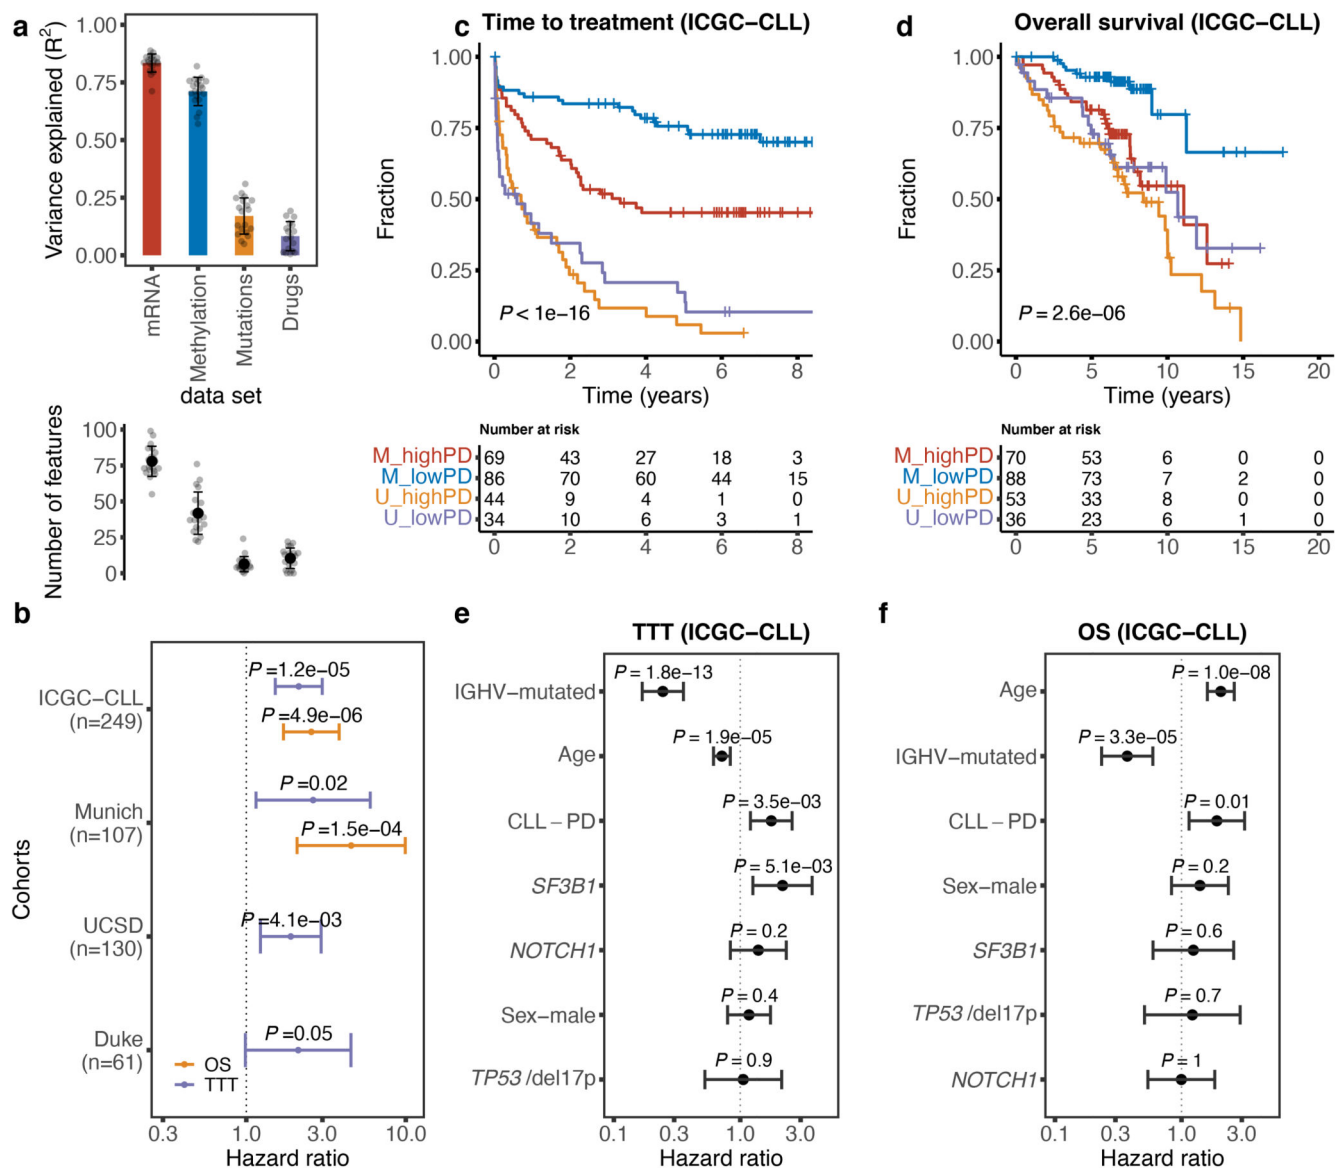 a
1.00
0.75
0.50
0.25
0.00
Variance explained (R²)
mRNA
Methylation
Mutations
Drugs
data set
100
75
50
25
0
Number of features
c
Time to treatment (ICGC−CLL)
1.00
0.75
0.50
0.25
0.00
Fraction
P < 1e−16
0 2 4 6 8
Time (years)
Number at risk
M_highPD 69 43 27 18 3
M_lowPD 86 70 60 44 15
U_highPD 44 9 4 1 0
U_lowPD 34 10 6 3 1
0 2 4 6 8
d
Overall survival (ICGC−CLL)
1.00
0.75
0.50
0.25
0.00
Fraction
P = 2.6e−06
0 5 10 15 20
Time (years)
Number at risk
M_highPD 70 53 6 0 0
M_lowPD 88 73 7 2 0
U_highPD 53 33 8 0 0
U_lowPD 36 23 6 1 0
0 5 10 15 20
b
Cohorts
ICGC−CLL
(n=249)
P =1.2e−05
P =4.9e−06
Munich
(n=107)
P =0.02
P =1.5e−04
UCSD
(n=130)
P =4.1e−03
Duke
(n=61)
P =0.05
OS
TTT
0.3 1.0 3.0 10.0
Hazard ratio
e
TTT (ICGC−CLL)
IGHV−mutated
P = 1.8e−13
Age
P = 1.9e−05
CLL−PD
P = 3.5e−03
SF3B1
P = 5.1e−03
NOTCH1
P = 0.2
Sex−male
P = 0.4
TP53/del17p
P = 0.9
0.1 0.3 1.0 3.0
Hazard ratio
f
OS (ICGC−CLL)
Age
P = 1.0e−08
IGHV−mutated
P = 3.3e−05
CLL−PD
P = 0.01
Sex−male
P = 0.2
SF3B1
P = 0.6
TP53/del17p
P = 0.7
NOTCH1
P = 1
0.1 0.3 1.0 3.0
Hazard ratio